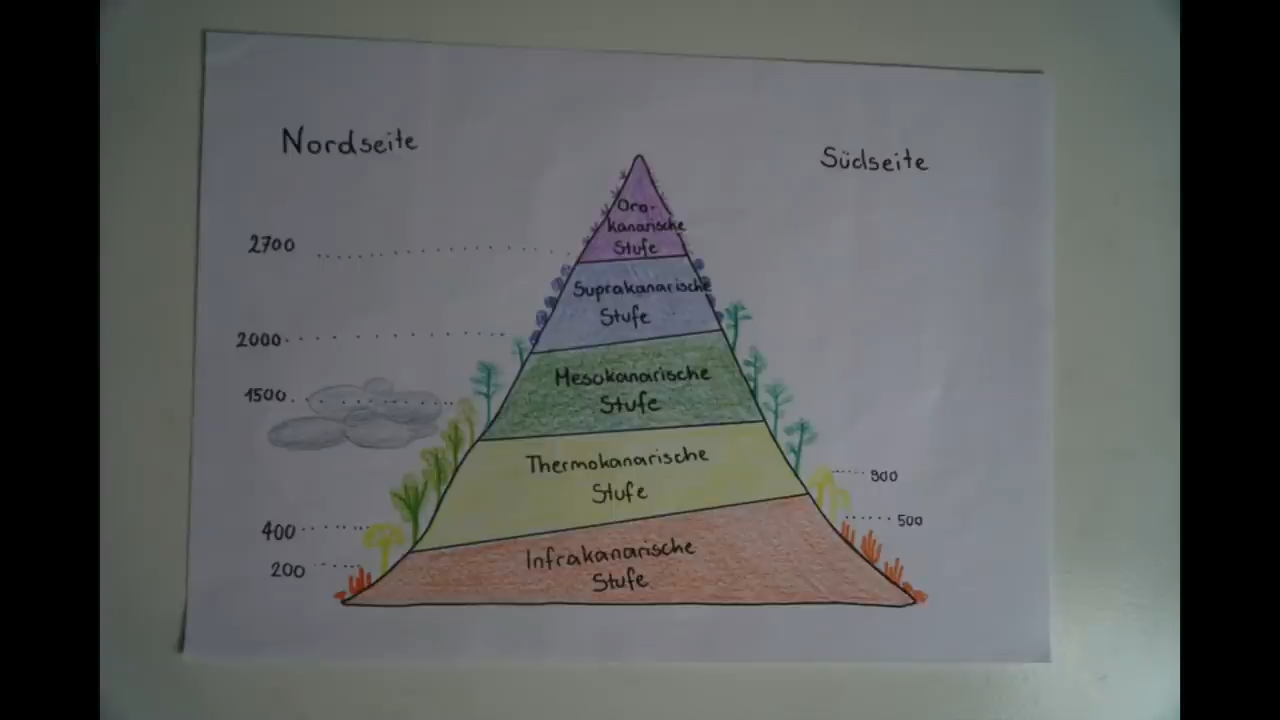 Nordseite
Südseite
Oro-
kanarische
Stufe
2700
Suprakanarische
Stufe
2000
Mesokanarische
Stufe
1500
Thermokanarische
Stufe
900
500
400
Infrakanarische
Stufe
200